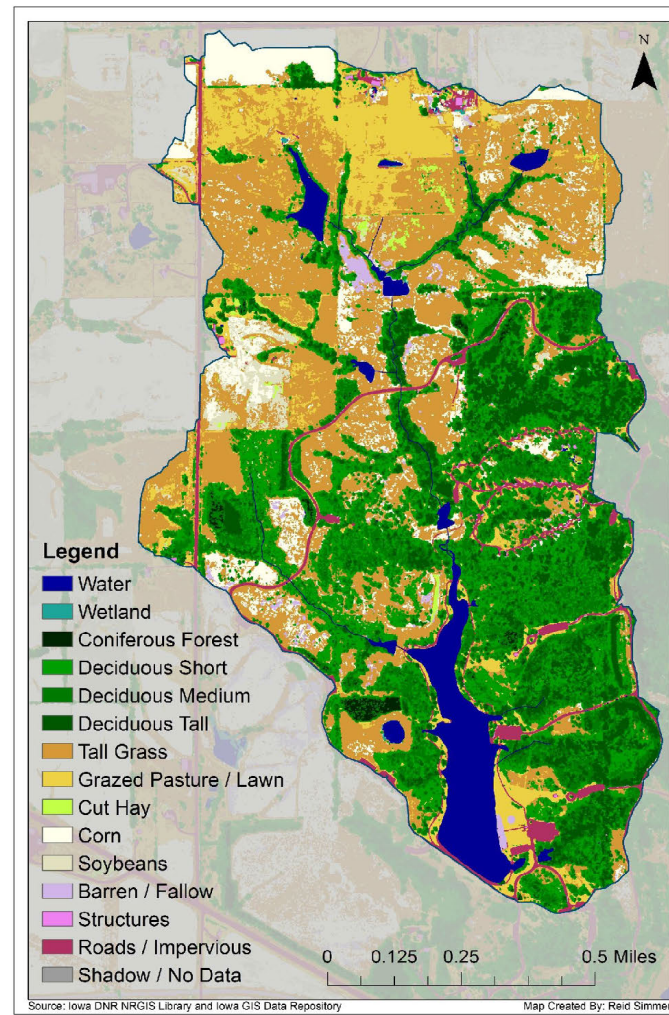 N
Legend
Water
Wetland
Coniferous Forest
Deciduous Short
Deciduous Medium
Deciduous Tall
Tall Grass
Grazed Pasture / Lawn
Cut Hay
Corn
Soybeans
Barren / Fallow
Structures
Roads / Impervious
Shadow / No Data
0 0.125 0.25 0.5 Miles
Source: Iowa DNR NRGIS Library and Iowa GIS Data Repository Map Created By: Reid Simmer